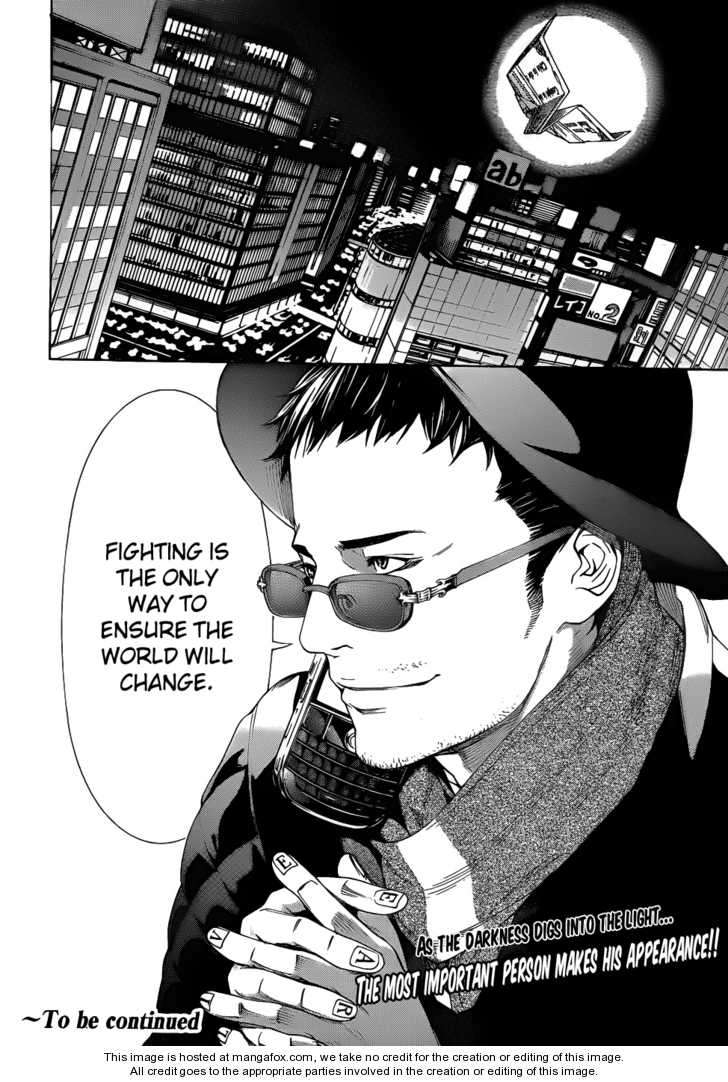 ab
レイ】
NO.2
FIGHTING IS
THE ONLY
WAY TO
ENSURE THE
WORLD WILL
CHANGE.
E
E
V
A
R
AS THE DARKNESS DIGS INTO THE LIGHT...
THE MOST IMPORTANT PERSON MAKES HIS APPEARANCE!!
~To be continued
This image is hosted at mangafox.com, we take no credit for the creation or editing of this image.
All credit goes to the appropriate parties involved in the creation or editing of this image.